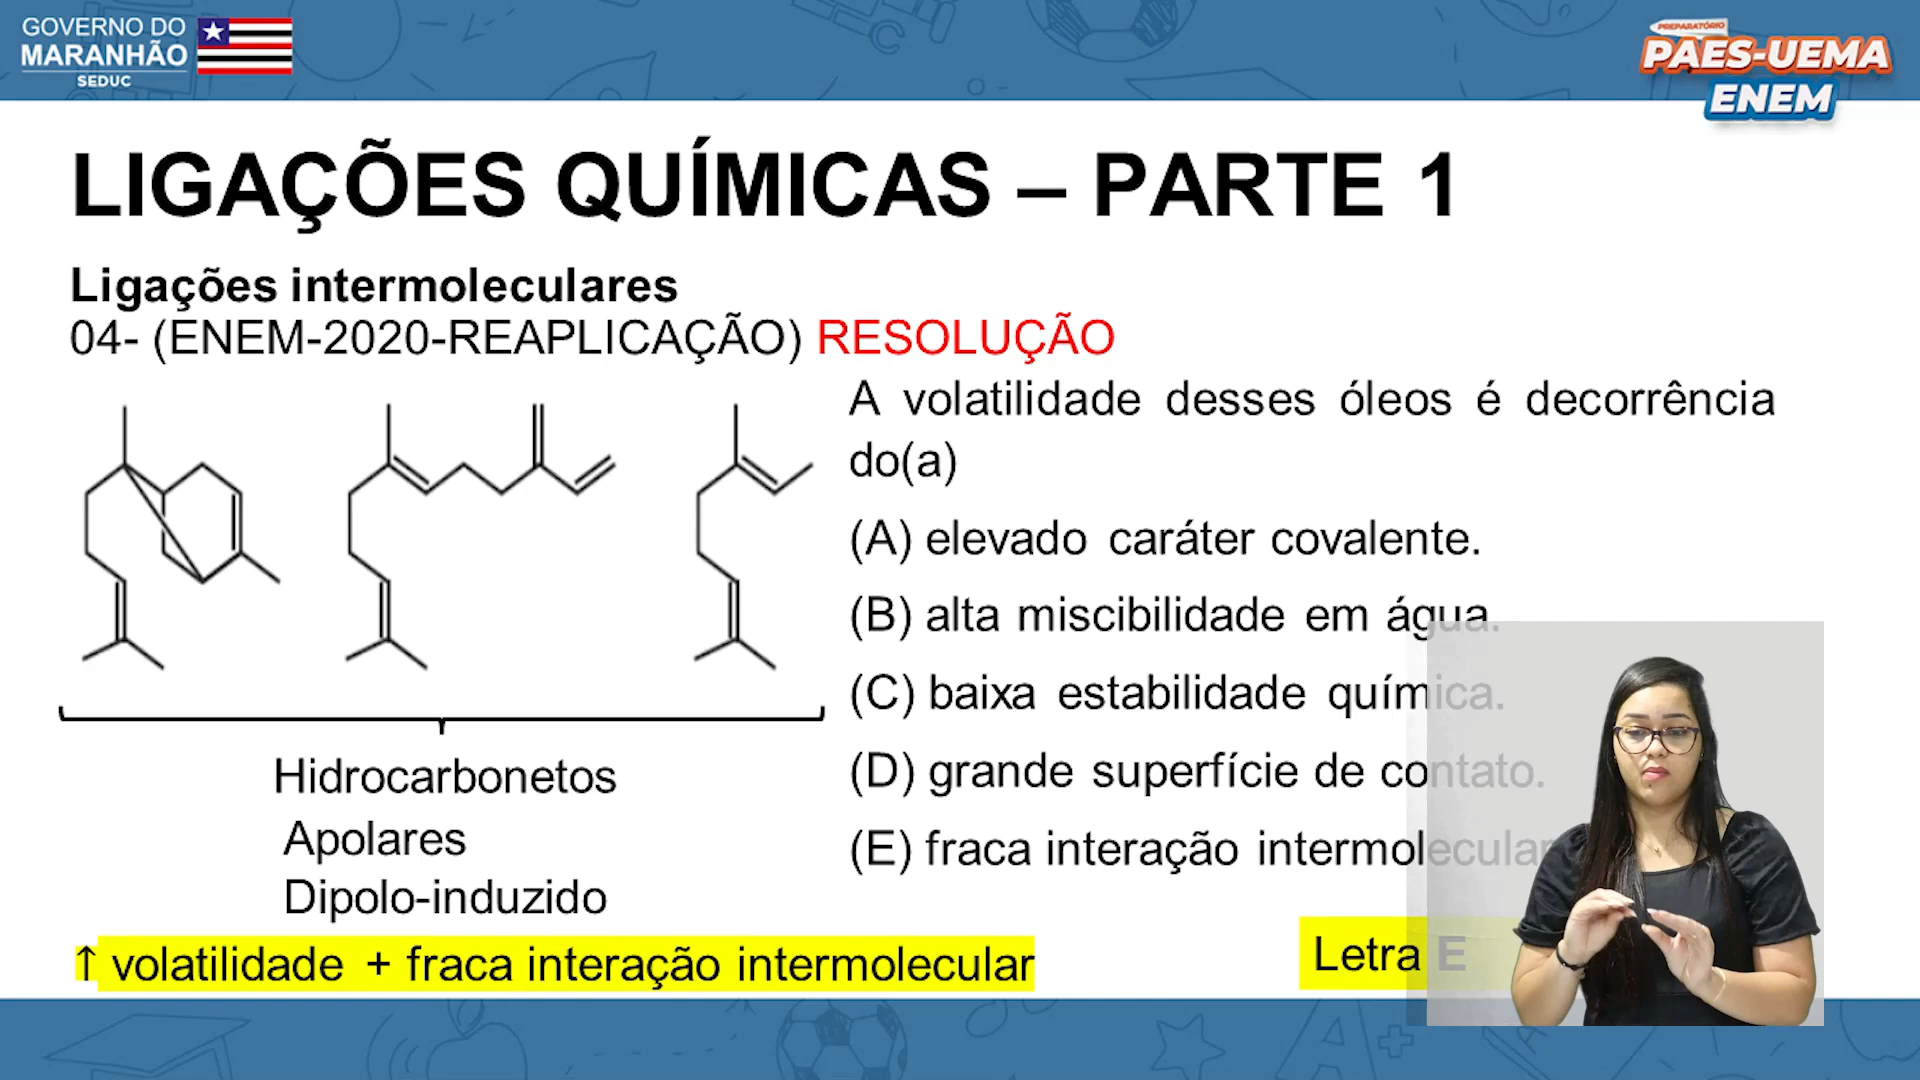 GOVERNO DO
MARANHÃO
SEDUC
PREPARATÓRIO
PAES-UEMA
ENEM
LIGAÇÕES QUÍMICAS – PARTE 1
Ligações intermoleculares
04- (ENEM-2020-REAPLICAÇÃO) RESOLUÇÃO
A volatilidade desses óleos é decorrência
do(a)
(A) elevado caráter covalente.
(B) alta miscibilidade em água.
(C) baixa estabilidade química.
(D) grande superfície de contato.
(E) fraca interação intermolecular
Hidrocarbonetos
Apolares
Dipolo-induzido
↑ volatilidade + fraca interação intermolecular
Letra E